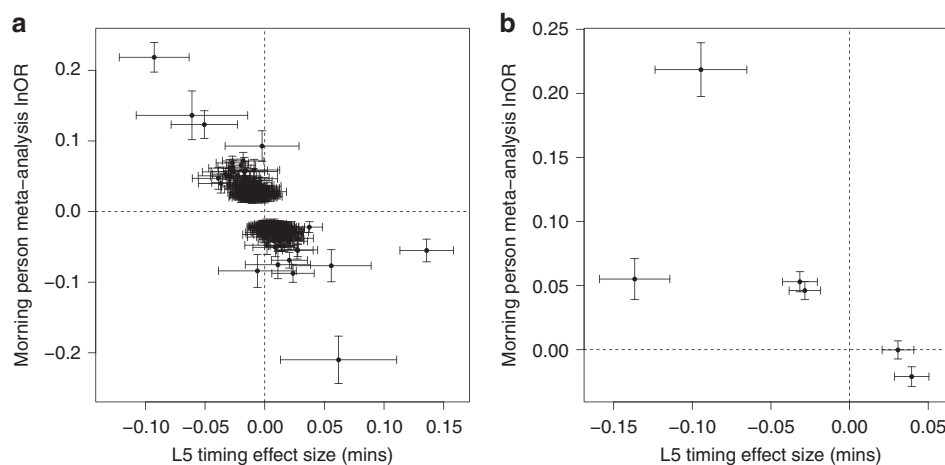 a
Morning person meta−analysis lnOR
0.2
0.1
0.0
−0.1
−0.2
−0.10 −0.05 0.00 0.05 0.10 0.15
L5 timing effect size (mins)
b
Morning person meta−analysis lnOR
0.25
0.20
0.15
0.10
0.05
0.00
−0.15 −0.10 −0.05 0.00 0.05
L5 timing effect size (mins)